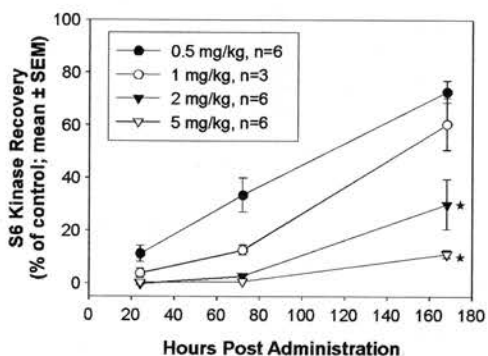 S6 Kinase Recovery
(% of control; mean ± SEM)
100
80
60
40
20
0
0.5 mg/kg, n=6
1 mg/kg, n=3
2 mg/kg, n=6
5 mg/kg, n=6
★
★
0 20 40 60 80 100 120 140 160 180
Hours Post Administration